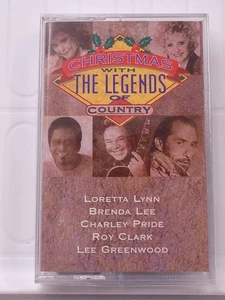 CHRISTMAS
WITH
THE LEGENDS
OF
COUNTRY
LORETTA LYNN
BRENDA LEE
CHARLEY PRIDE
ROY CLARK
LEE GREENWOOD